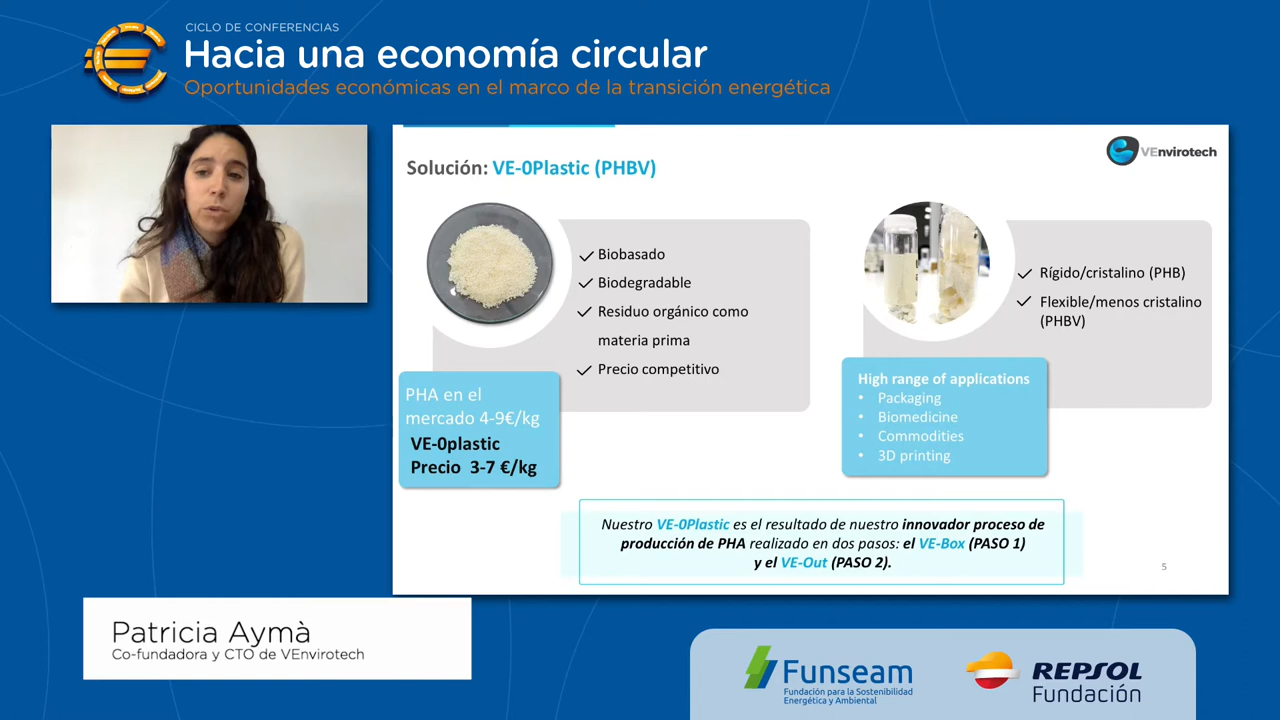 CICLO DE CONFERENCIAS
Hacia una economía circular
Oportunidades económicas en el marco de la transición energética
VEnvirotech
Solución: VE-0Plastic (PHBV)
Biobasado
Biodegradable
Residuo orgánico como
materia prima
Precio competitivo
PHA en el
mercado 4-9€/kg
VE-0plastic
Precio 3-7 €/kg
Rígido/cristalino (PHB)
Flexible/menos cristalino
(PHBV)
High range of applications
• Packaging
• Biomedicine
• Commodities
• 3D printing
Nuestro VE-0Plastic es el resultado de nuestro innovador proceso de
producción de PHA realizado en dos pasos: el VE-Box (PASO 1)
y el VE-Out (PASO 2).
5
Patricia Aymà
Co-fundadora y CTO de VEnvirotech
Funseam
Fundación para la Sostenibilidad
Energética y Ambiental
REPSOL
Fundación